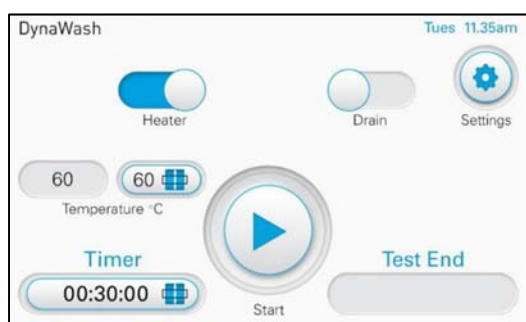 DynaWash
Tues 11.35am
Heater
Drain
Settings
60
60
Temperature °C
Timer
Test End
00:30:00
Start